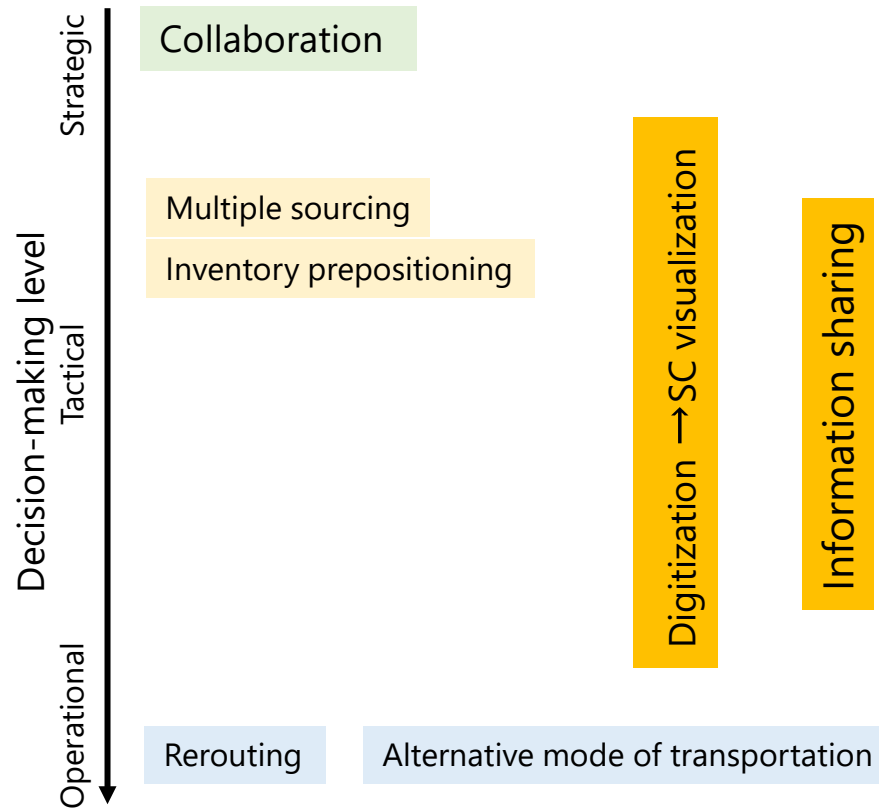 Decision-making level
Strategic
Tactical
Operational
Collaboration
Multiple sourcing
Inventory prepositioning
Digitization →SC visualization
Information sharing
Rerouting
Alternative mode of transportation